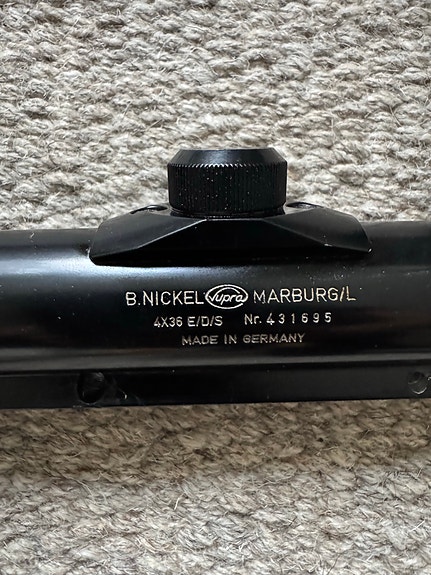 B. NICKEL Supra MARBURG/L
4X36 E/D/S Nr. 431695
MADE IN GERMANY